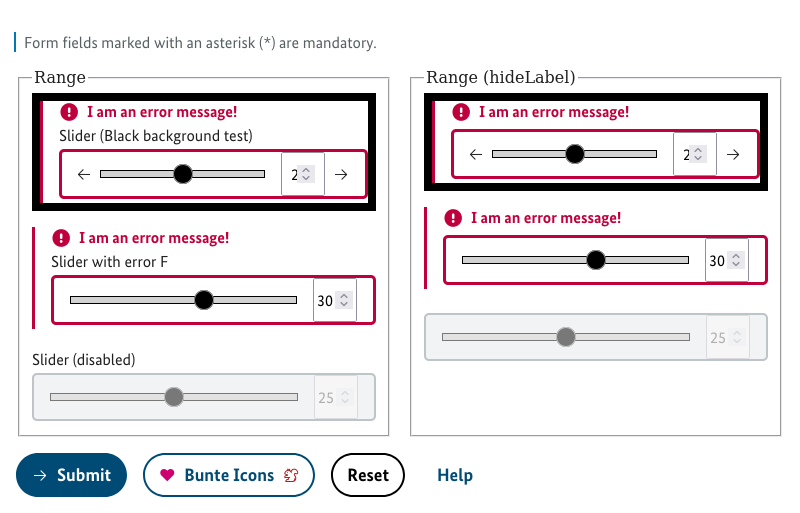 Form fields marked with an asterisk (*) are mandatory.
Range
I am an error message!
Slider (Black background test)
2
I am an error message!
Slider with error F
30
Slider (disabled)
25
Range (hideLabel)
I am an error message!
2
I am an error message!
30
25
Submit
Bunte Icons
Reset
Help